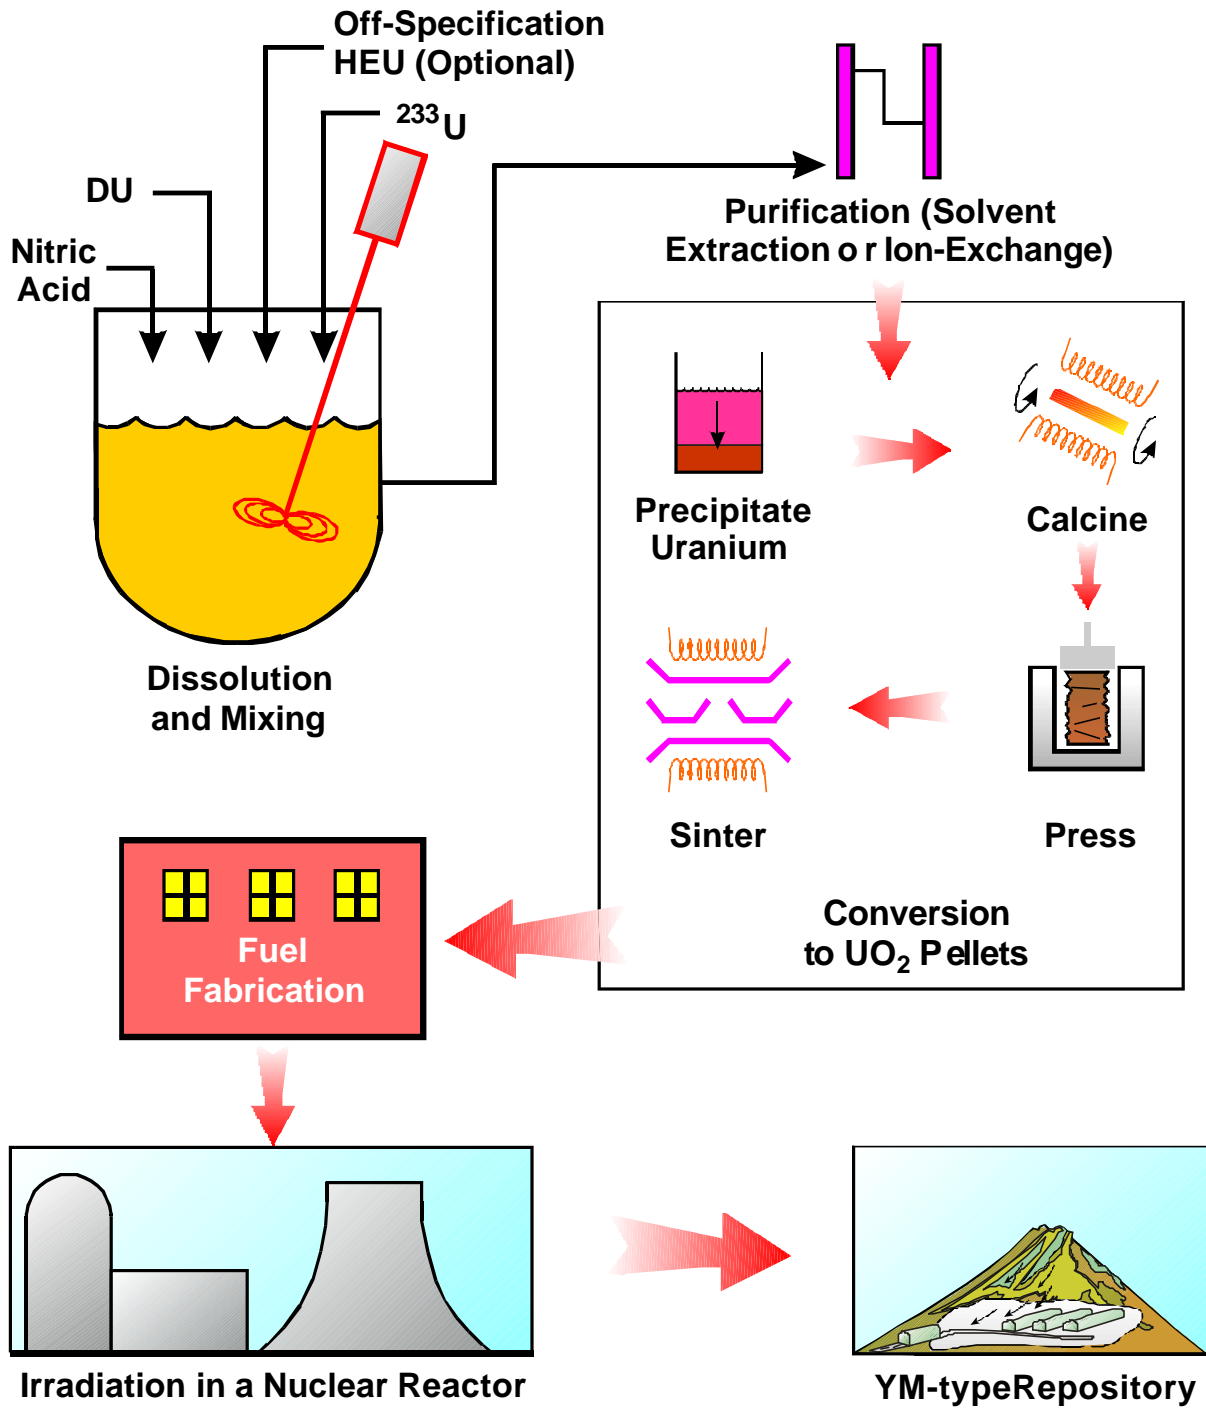 Off-Specification
HEU (Optional)
233U
DU
Nitric
Acid
Purification (Solvent
Extraction or Ion-Exchange)
Precipitate
Uranium
Calcine
Dissolution
and Mixing
Sinter
Press
Conversion
to UO2 Pellets
Fuel
Fabrication
Irradiation in a Nuclear Reactor
YM-typeRepository